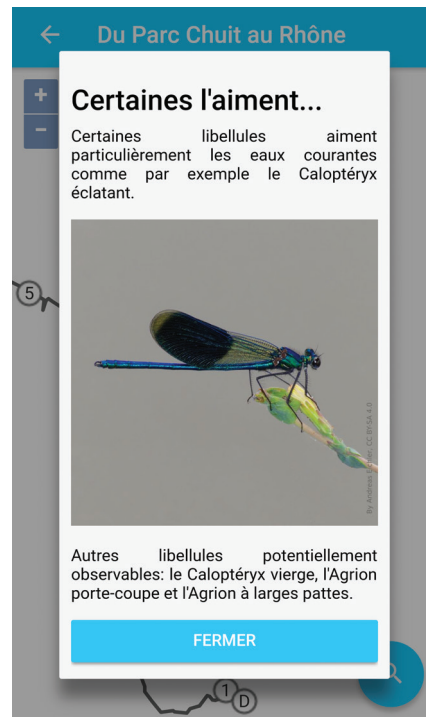 Du Parc Chuit au Rhône
+
Certaines l'aiment...
−
Certaines libellules aiment
particulièrement les eaux courantes
comme par exemple le Caloptéryx
éclatant.
5
Autres libellules potentiellement
observables: le Caloptéryx vierge, l'Agrion
porte-coupe et l'Agrion à larges pattes.
FERMER
1
D